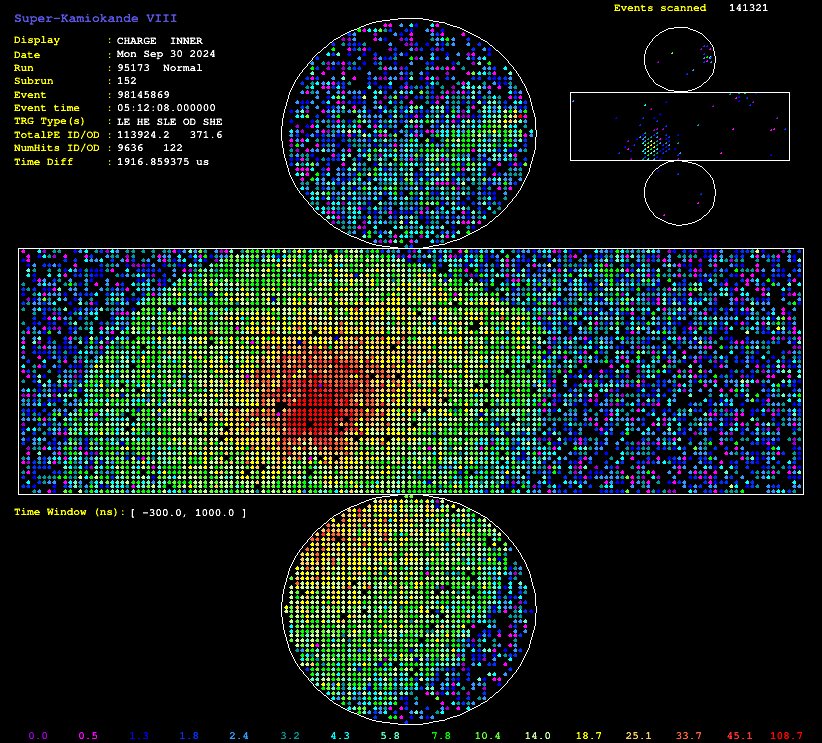 Super-Kamiokande VIII
Events scanned 141321
Display : CHARGE INNER
Date : Mon Sep 30 2024
Run : 95173 Normal
Subrun : 152
Event : 98145869
Event time : 05:12:08.000000
TRG Type(s) : LE HE SLE OD SHE
TotalPE ID/OD : 113924.2 371.6
NumHits ID/OD : 9636 122
Time Diff : 1916.859375 us
Time Window (ns): [ -300.0, 1000.0 ]
0.0 0.5 1.3 1.8 2.4 3.2 4.3 5.8 7.8 10.4 14.0 18.7 25.1 33.7 45.1 108.7